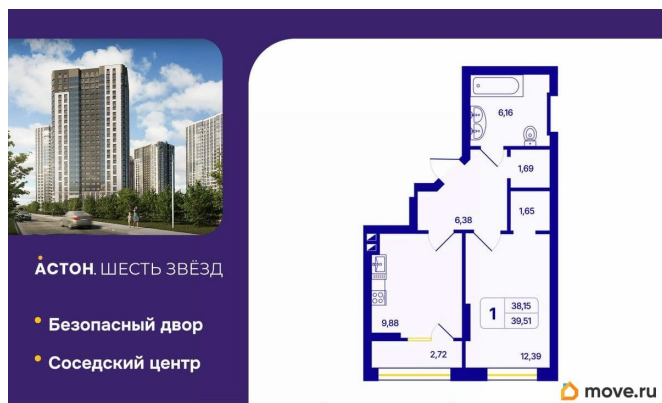 АСТОН. ШЕСТЬ ЗВЁЗД
Безопасный двор
Соседский центр
6,16
1,69
1,65
6,38
9,88
2,72
1
38,15
39,51
12,39
move.ru